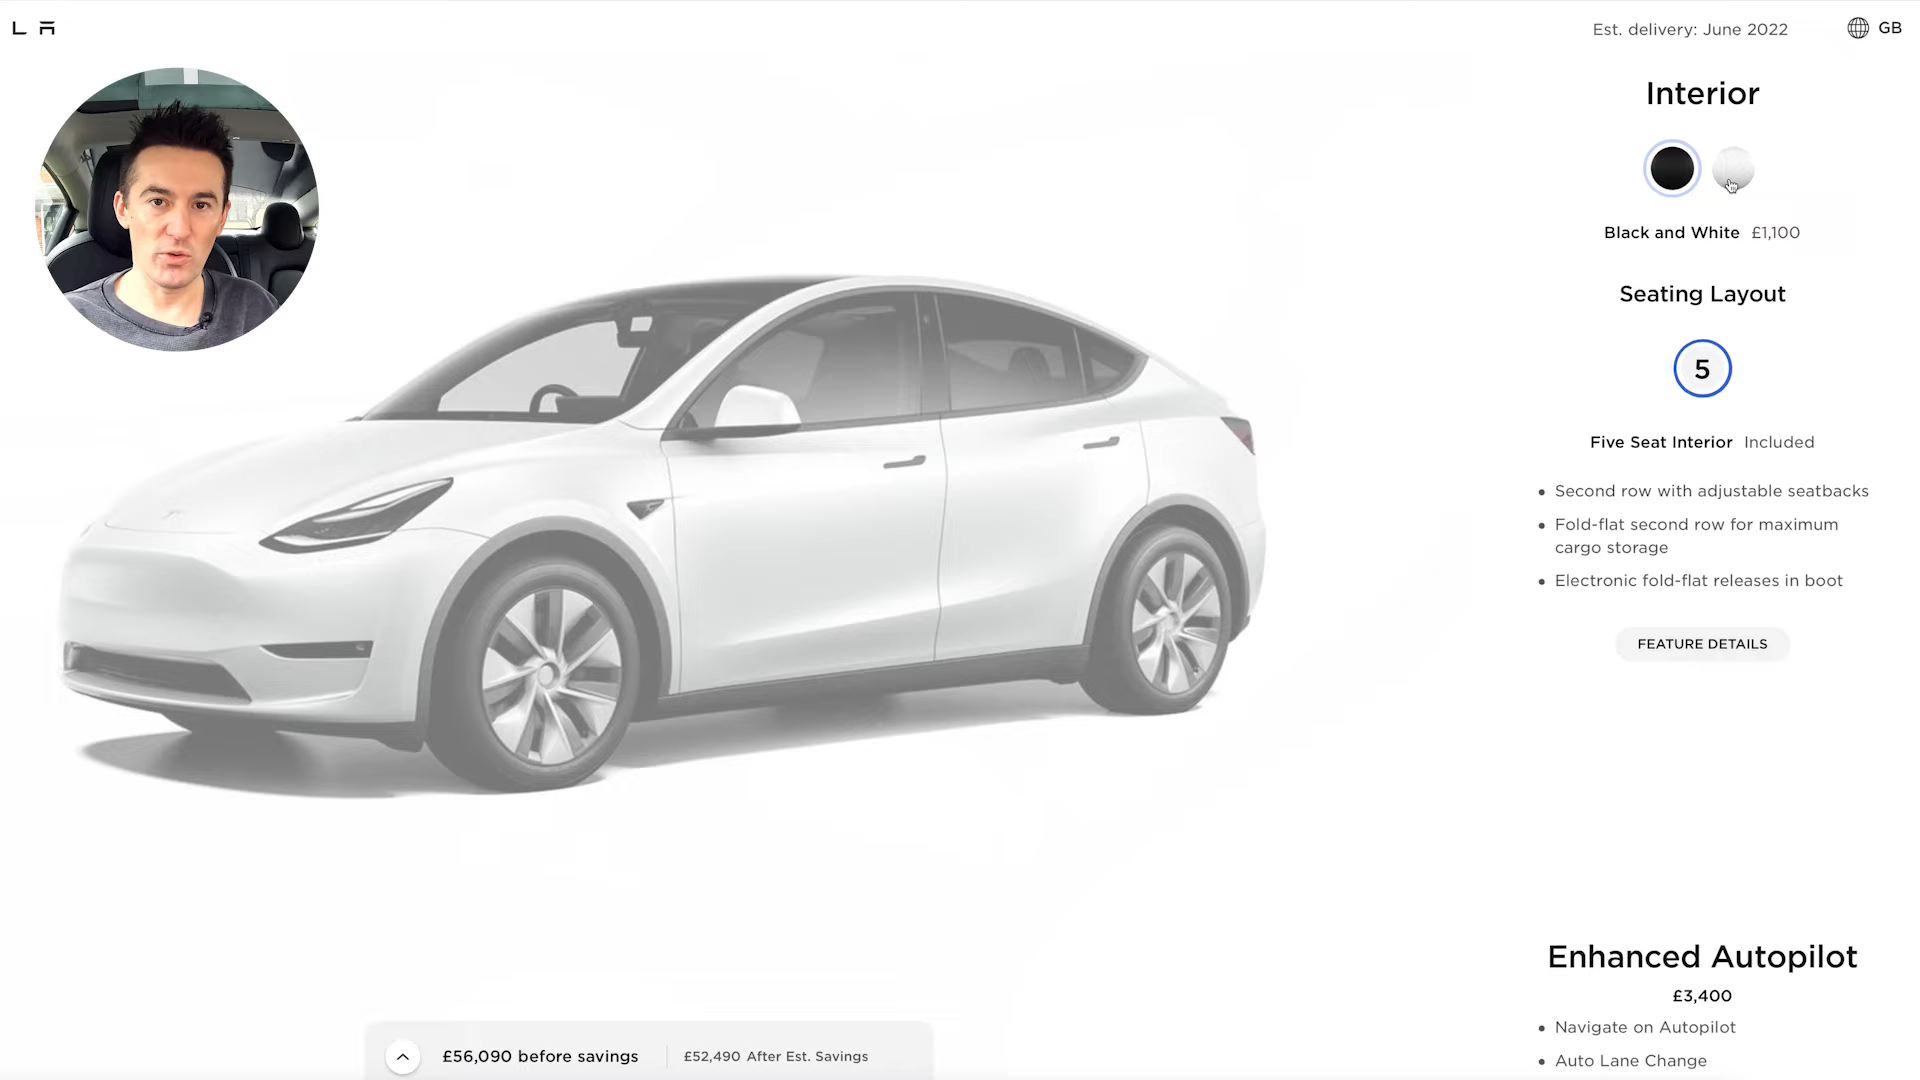 Est. delivery: June 2022
GB
Interior
Black and White £1,100
Seating Layout
5
Five Seat Interior Included
Second row with adjustable seatbacks
Fold-flat second row for maximum
cargo storage
Electronic fold-flat releases in boot
FEATURE DETAILS
Enhanced Autopilot
£3,400
Navigate on Autopilot
Auto Lane Change
£56,090 before savings
£52,490 After Est. Savings